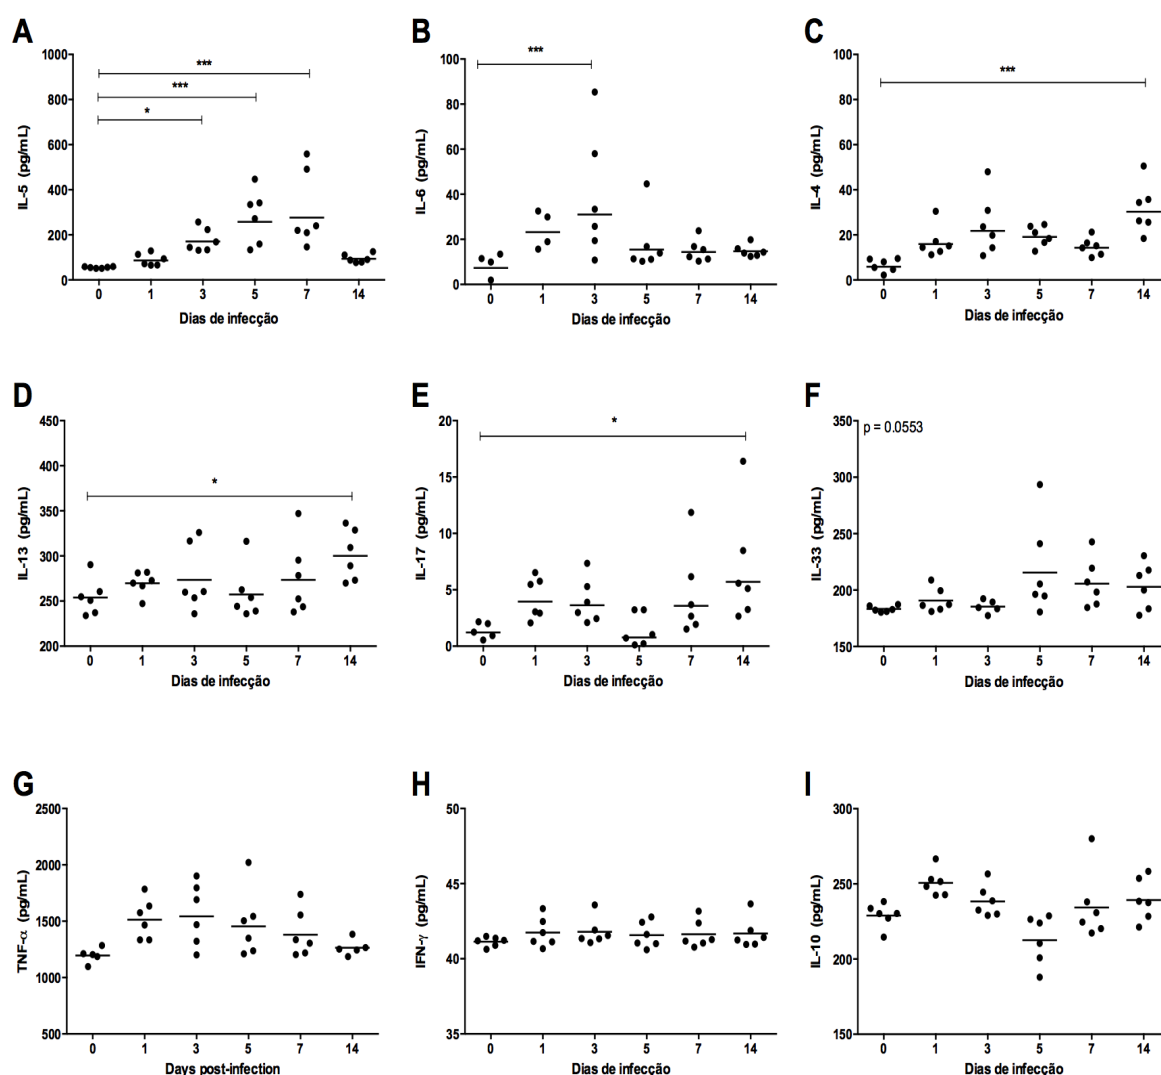 A
IL-5 (pg/mL)
1000
800
600
400
200
0
***
***
*
0 1 3 5 7 14
Dias de infecção
B
IL-6 (pg/mL)
100
80
60
40
20
0
***
0 1 3 5 7 14
Dias de infecção
C
IL-4 (pg/mL)
100
80
60
40
20
0
***
0 1 3 5 7 14
Dias de infecção
D
IL-13 (pg/mL)
450
400
350
300
250
200
*
0 1 3 5 7 14
Dias de infecção
E
IL-17 (pg/mL)
20
15
10
5
0
*
0 1 3 5 7 14
Dias de infecção
F
IL-33 (pg/mL)
350
300
250
200
150
p = 0.0553
0 1 3 5 7 14
Dias de infecção
G
TNF-α (pg/mL)
2500
2000
1500
1000
500
0 1 3 5 7 14
Days post-infection
H
IFN-γ (pg/mL)
50
45
40
35
0 1 3 5 7 14
Dias de infecção
I
IL-10 (pg/mL)
300
250
200
150
0 1 3 5 7 14
Dias de infecção